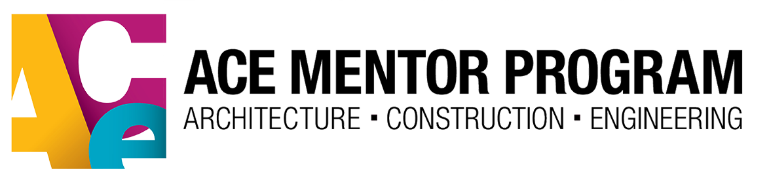 ACe
ACE MENTOR PROGRAM
ARCHITECTURE ▪ CONSTRUCTION ▪ ENGINEERING